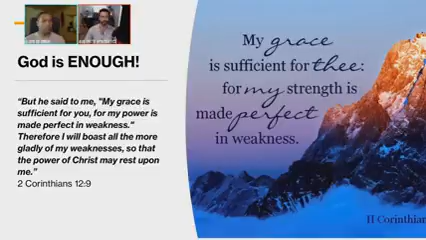 God is ENOUGH!
"But he said to me, "My grace is
sufficient for you, for my power is
made perfect in weakness."
Therefore I will boast all the more
gladly of my weaknesses, so that
the power of Christ may rest upon
me."
2 Corinthians 12:9
My grace
is sufficient for thee:
for my strength is
made perfect
in weakness.
II Corinthian